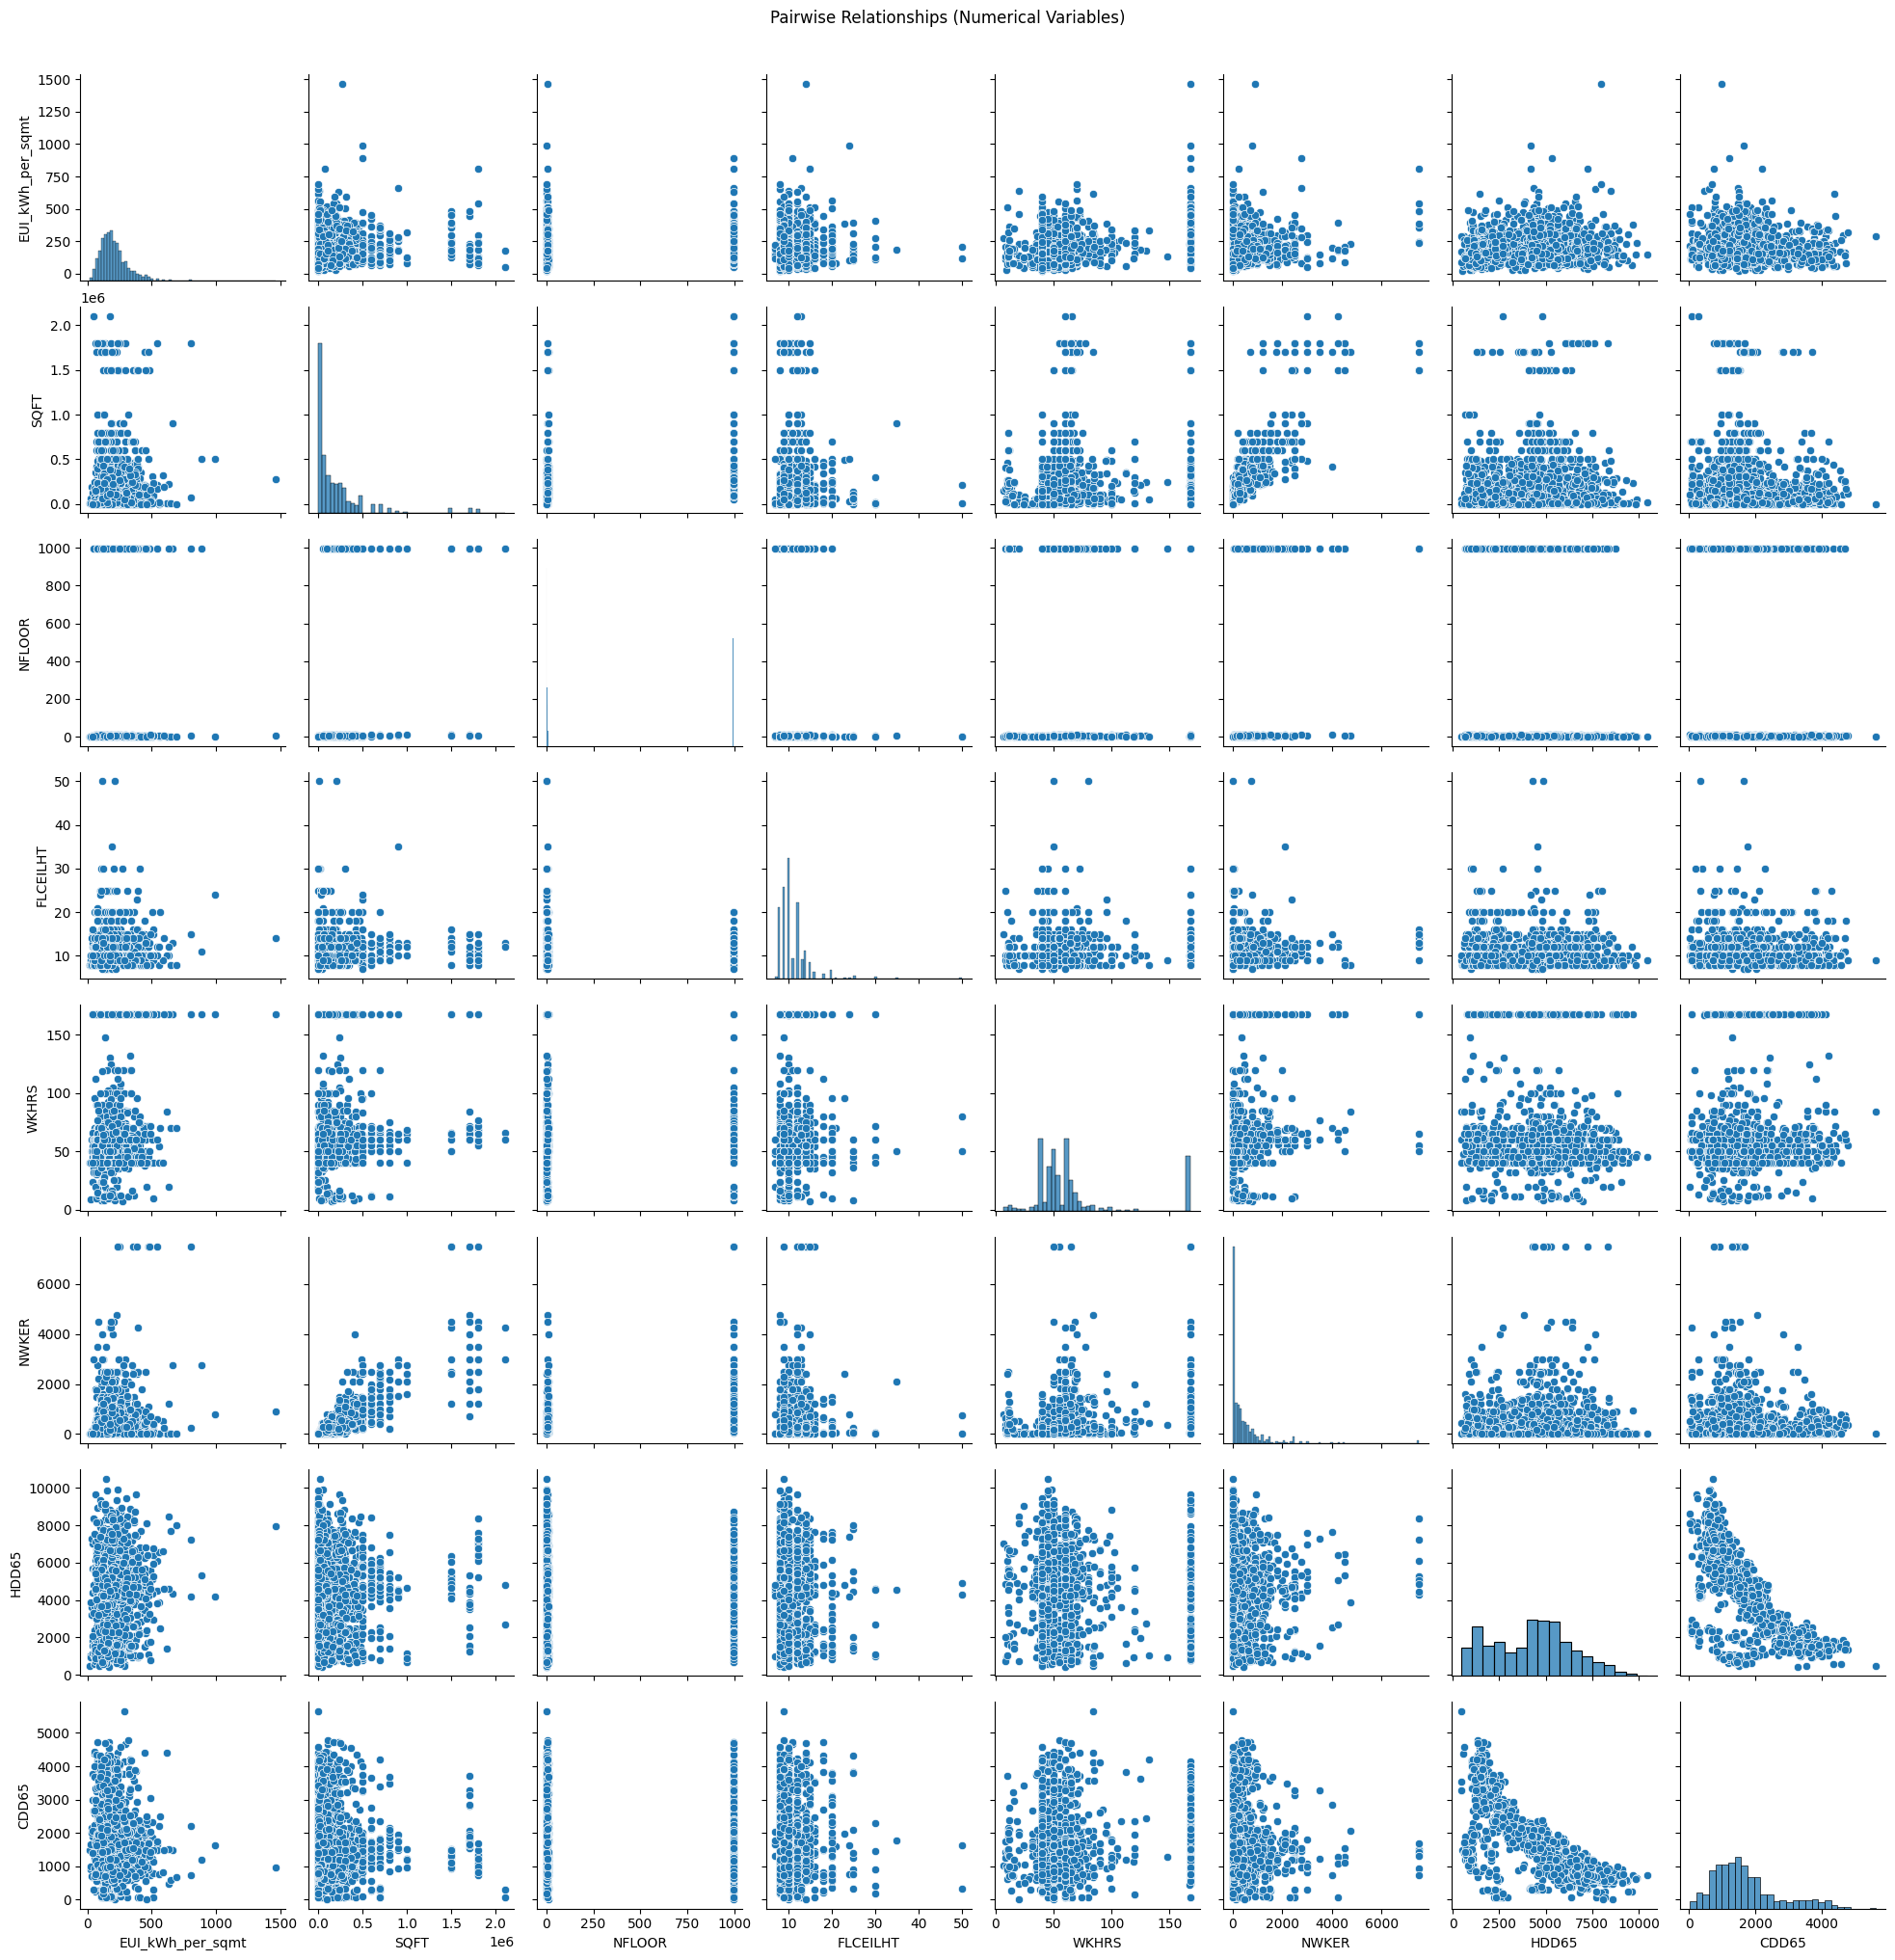 Pairwise Relationships (Numerical Variables)
1500
1250
1000
750
500
250
0
EUI_kWh_per_sqmt
1e6
2.0
1.5
1.0
0.5
0.0
SQFT
1000
800
600
400
200
0
NFLOOR
50
40
30
20
10
FLCEILHT
150
100
50
0
WKHRS
6000
4000
2000
0
NWKER
10000
8000
6000
4000
2000
0
HDD65
5000
4000
3000
2000
1000
0
CDD65
0 500 1000 1500
0.0 0.5 1.0 1.5 2.0
0 250 500 750 1000
10 20 30 40 50
0 50 100 150
0 2000 4000 6000
0 2500 5000 7500 10000
0 2000 4000
EUI_kWh_per_sqmt
SQFT
1e6
NFLOOR
FLCEILHT
WKHRS
NWKER
HDD65
CDD65